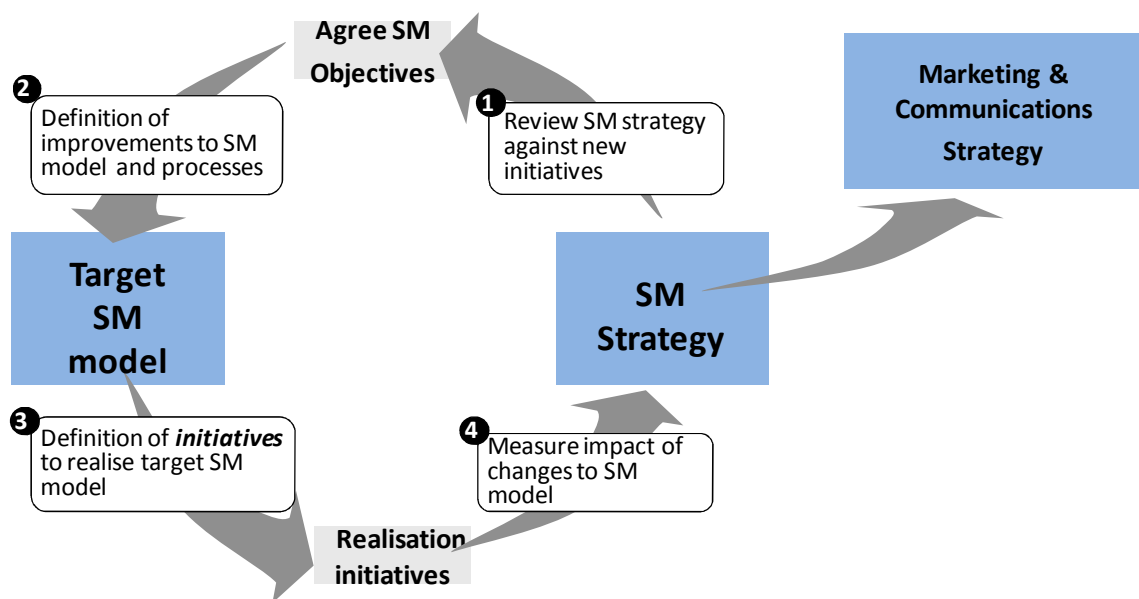 Agree SM
Objectives
Marketing &
Communications
Strategy
1
Review SM strategy
against new
initiatives
2
Definition of
improvements to SM
model and processes
Target
SM
model
SM
Strategy
3
Definition of initiatives
to realise target SM
model
4
Measure impact of
changes to SM
model
Realisation
initiatives